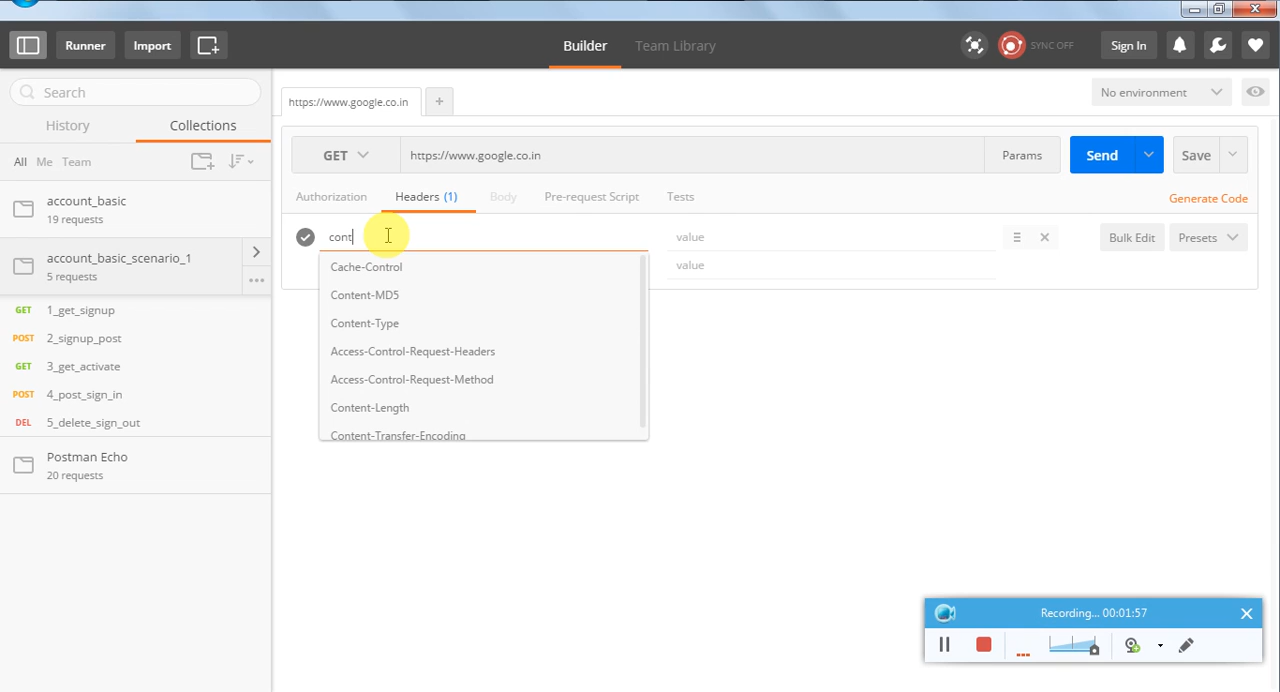 Runner
Import
Builder
Team Library
SYNC OFF
Sign In
Search
History
Collections
All Me Team
account_basic
19 requests
account_basic_scenario_1
5 requests
GET 1_get_signup
POST 2_signup_post
GET 3_get_activate
POST 4_post_sign_in
DEL 5_delete_sign_out
Postman Echo
20 requests
https://www.google.co.in
+
No environment
GET
https://www.google.co.in
Params
Send
Save
Authorization
Headers (1)
Body
Pre-request Script
Tests
Generate Code
cont
value
Bulk Edit
Presets
value
Cache-Control
Content-MD5
Content-Type
Access-Control-Request-Headers
Access-Control-Request-Method
Content-Length
Content-Transfer-Encoding
Recording... 00:01:57